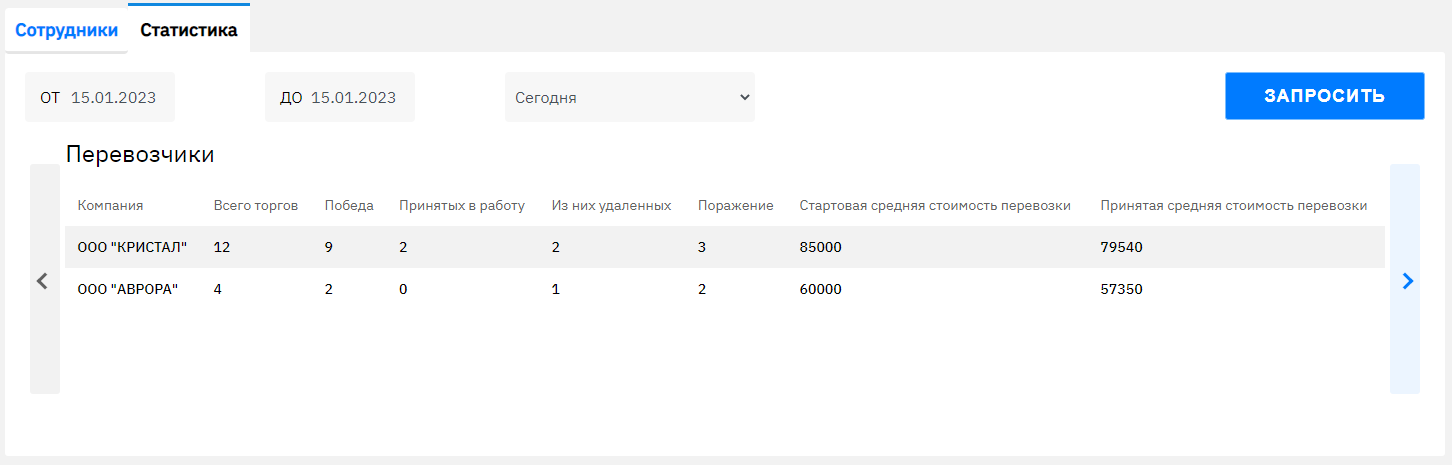 Сотрудники Статистика
ОТ 15.01.2023 ДО 15.01.2023 Сегодня ЗАПРОСИТЬ
Перевозчики
Компания Всего торгов Победа Принятых в работу Из них удаленных Поражение Стартовая средняя стоимость перевозки Принятая средняя стоимость перевозки
ООО "КРИСТАЛ" 12 9 2 2 3 85000 79540
ООО "АВРОРА" 4 2 0 1 2 60000 57350